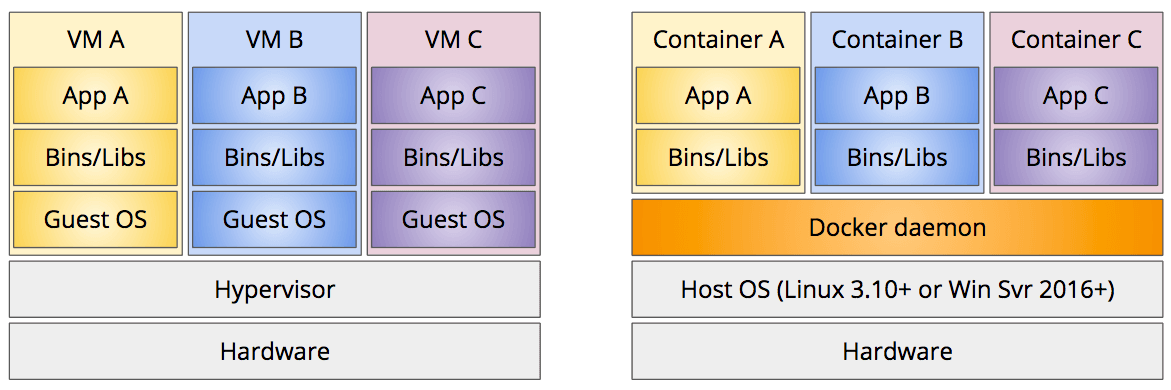 VM A
VM B
VM C
App A
App B
App C
Bins/Libs
Bins/Libs
Bins/Libs
Guest OS
Guest OS
Guest OS
Hypervisor
Hardware
Container A
Container B
Container C
App A
App B
App C
Bins/Libs
Bins/Libs
Bins/Libs
Docker daemon
Host OS (Linux 3.10+ or Win Svr 2016+)
Hardware